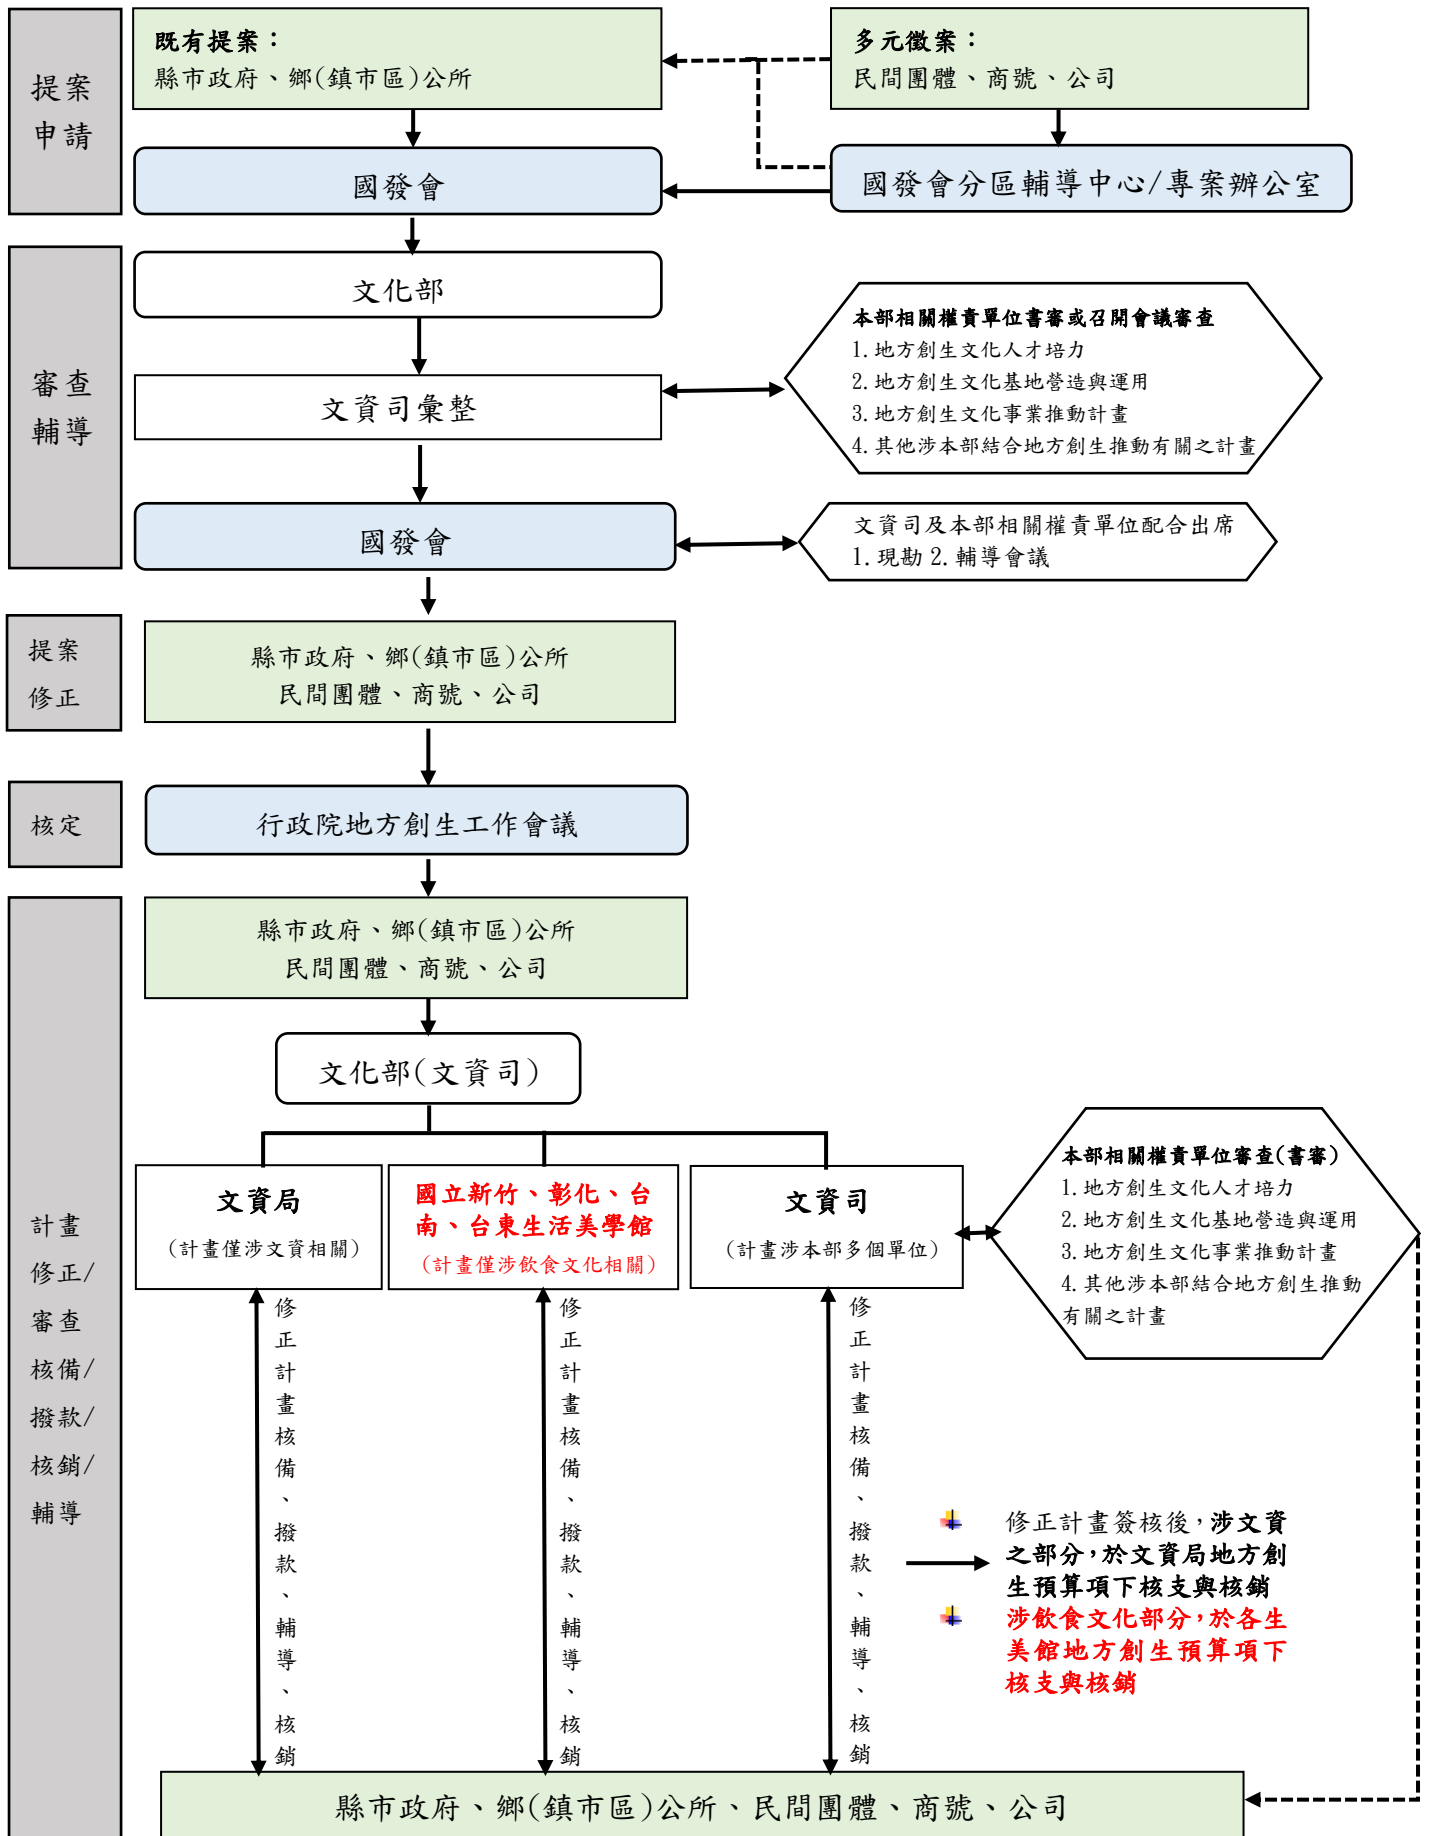 提案
申請
既有提案：
縣市政府、鄉(鎮市區)公所
多元徵案：
民間團體、商號、公司
國發會
國發會分區輔導中心/專案辦公室
審查
輔導
文化部
文資司彙整
本部相關權責單位書審或召開會議審查
1.地方創生文化人才培力
2.地方創生文化基地營造與運用
3.地方創生文化事業推動計畫
4.其他涉本部結合地方創生推動有關之計畫
國發會
文資司及本部相關權責單位配合出席
1.現勘 2.輔導會議
提案
修正
縣市政府、鄉(鎮市區)公所
民間團體、商號、公司
核定
行政院地方創生工作會議
縣市政府、鄉(鎮市區)公所
民間團體、商號、公司
文化部(文資司)
計畫
修正/
審查
核備/
撥款/
核銷/
輔導
文資局
(計畫僅涉文資相關)
國立新竹、彰化、台
南、台東生活美學館
(計畫僅涉飲食文化相關)
文資司
(計畫涉本部多個單位)
本部相關權責單位審查(書審)
1.地方創生文化人才培力
2.地方創生文化基地營造與運用
3.地方創生文化事業推動計畫
4.其他涉本部結合地方創生推動
有關之計畫
修正計畫核備、撥款、輔導、核銷
修正計畫核備、撥款、輔導、核銷
修正計畫核備、撥款、輔導、核銷
修正計畫簽核後，涉文資
之部分，於文資局地方創
生預算項下核支與核銷
涉飲食文化部分，於各生
美館地方創生預算項下
核支與核銷
縣市政府、鄉(鎮市區)公所、民間團體、商號、公司